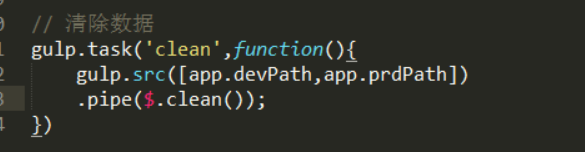 // 清除数据
gulp.task('clean',function(){
gulp.src([app.devPath,app.prdPath])
.pipe($.clean());
})